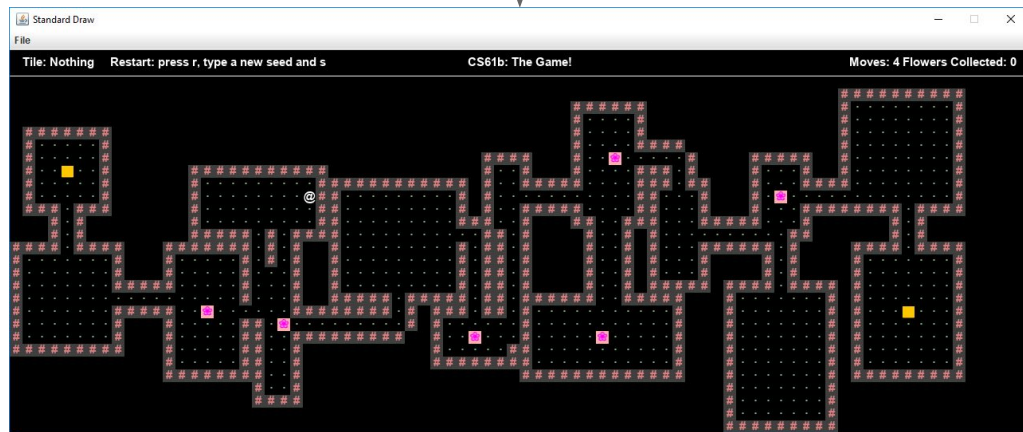 Standard Draw
File
Tile: Nothing Restart: press r, type a new seed and s CS61b: The Game! Moves: 4 Flowers Collected: 0
@